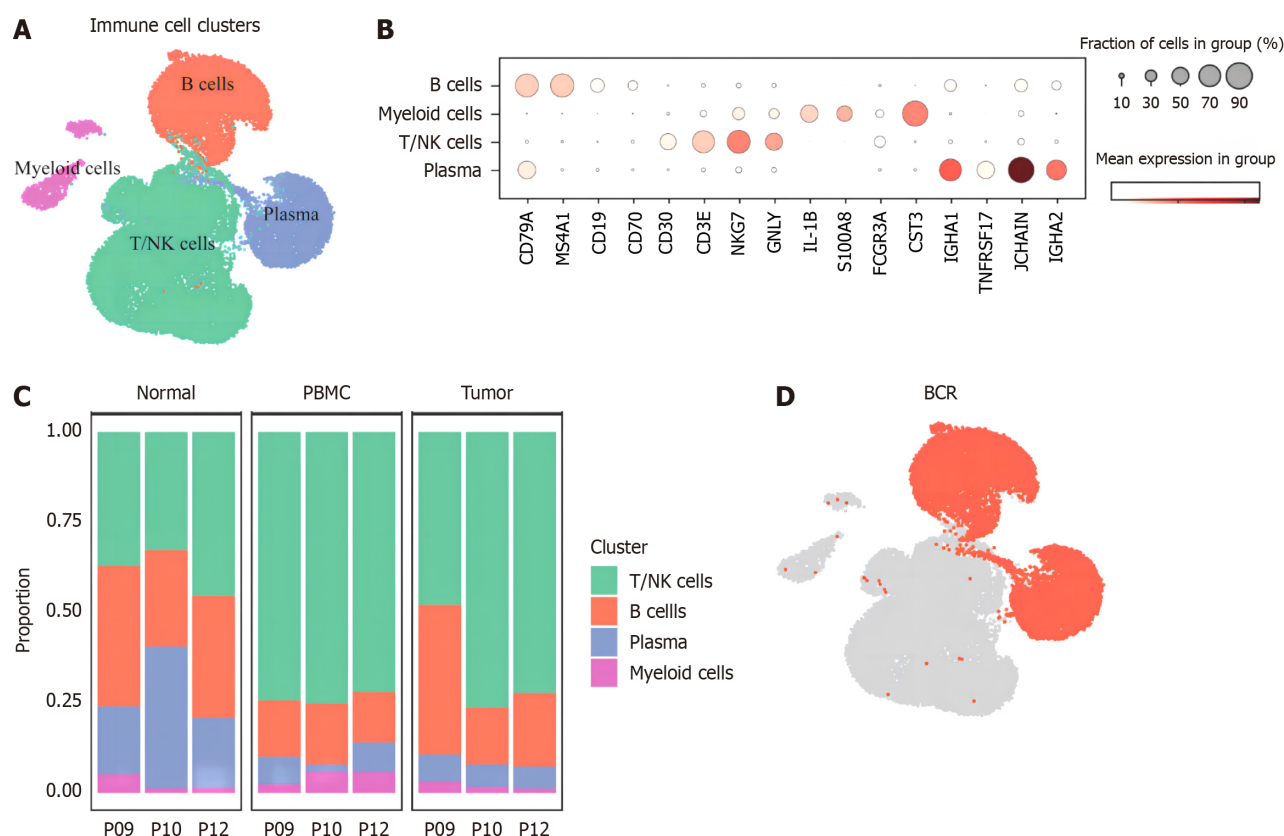 A
Immune cell clusters
B cells
Myeloid cells
Plasma
T/NK cells
B
B cells
Myeloid cells
T/NK cells
Plasma
CD79A
MS4A1
CD19
CD70
CD30
CD3E
NKG7
GNLY
IL-1B
S100A8
FCGR3A
CST3
IGHA1
TNFRSF17
JCHAIN
IGHA2
Fraction of cells in group (%)
10 30 50 70 90
Mean expression in group
C
Normal PBMC Tumor
Proportion
1.00
0.75
0.50
0.25
0.00
P09 P10 P12 P09 P10 P12 P09 P10 P12
Cluster
T/NK cells
B cellls
Plasma
Myeloid cells
D
BCR